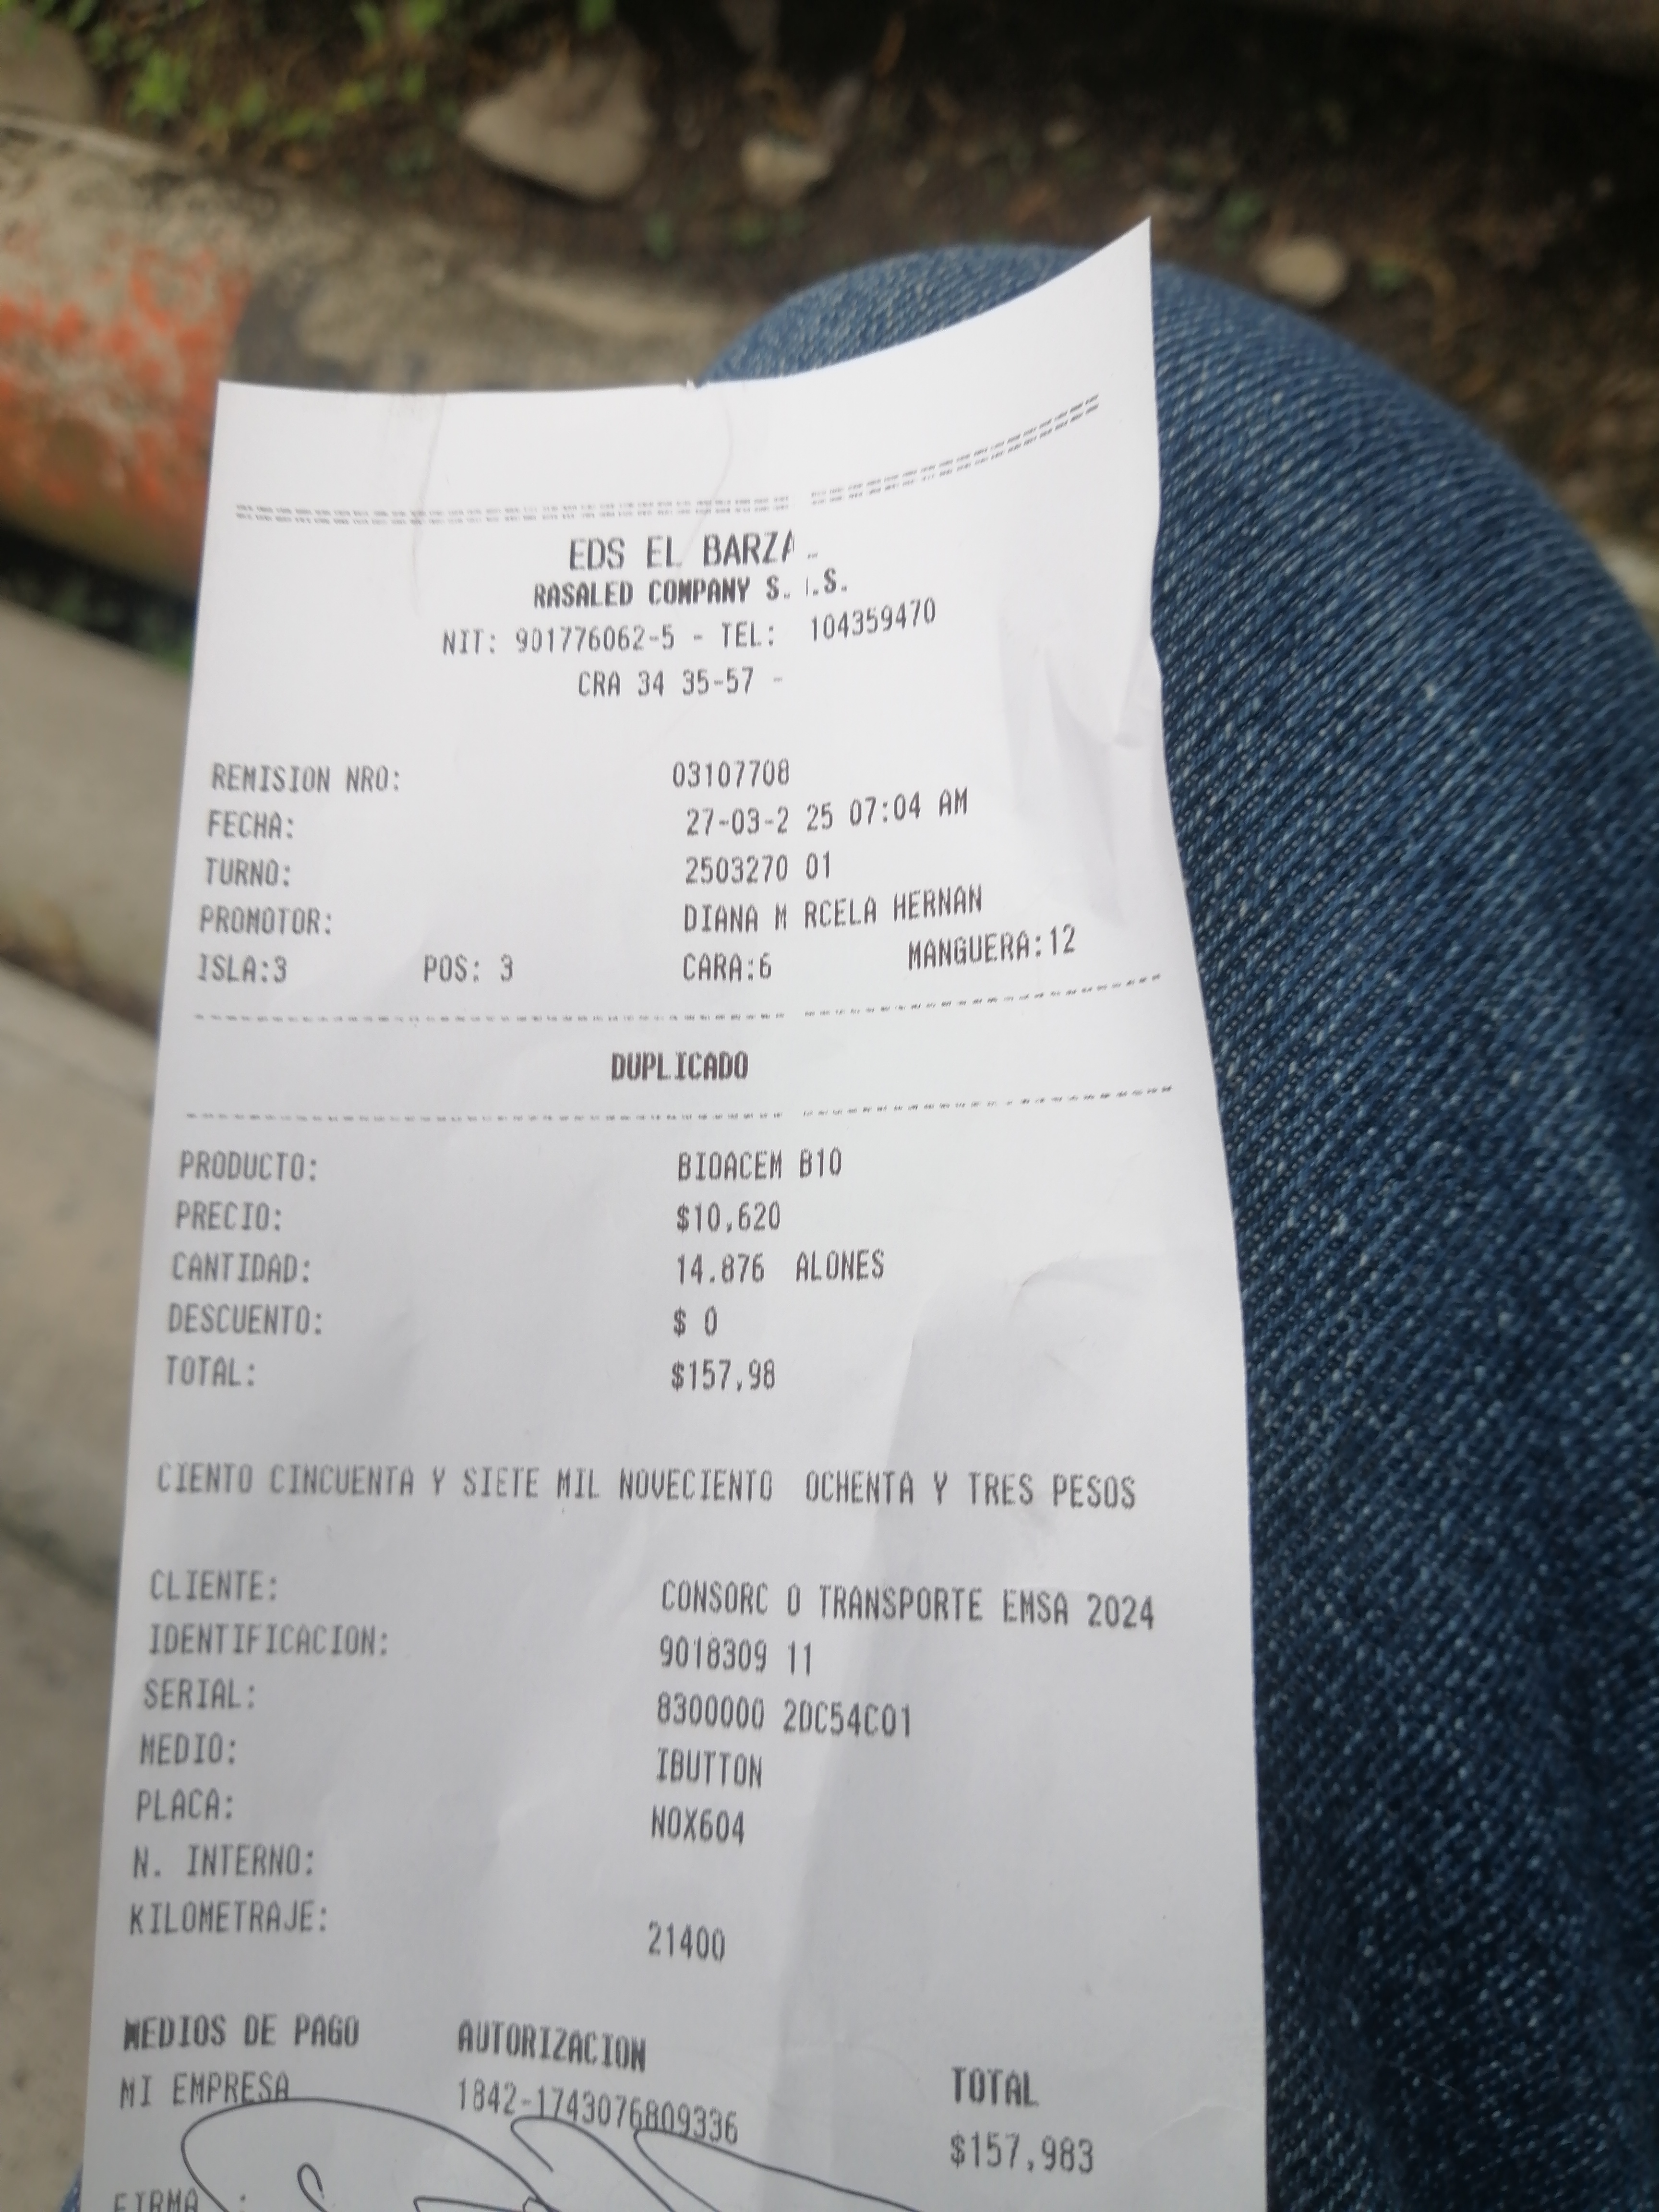 EDS EL BARZA
RASALED COMPANY S. .S.
NIT: 901776062-5 - TEL: 104359470
CRA 34 35-57 -
REMISION NRO: 03107708
FECHA: 27-03-2 25 07:04 AM
TURNO: 2503270 01
PROMOTOR: DIANA M RCELA HERNAN
ISLA:3 POS: 3 CARA:6 MANGUERA:12
DUPLICADO
PRODUCTO: BIOACEM B10
PRECIO: $10,620
CANTIDAD: 14.876 ALONES
DESCUENTO: $ 0
TOTAL: $157,98
CIENTO CINCUENTA Y SIETE MIL NOVECIENTO OCHENTA Y TRES PESOS
CLIENTE: CONSORC O TRANSPORTE EMSA 2024
IDENTIFICACION: 9018309 11
SERIAL: 8300000 2DC54C01
MEDIO: IBUTTON
PLACA: NOX604
N. INTERNO:
KILOMETRAJE: 21400
MEDIOS DE PAGO AUTORIZACION TOTAL
MI EMPRESA 1842-1743076809336 $157,983
FIRMA :